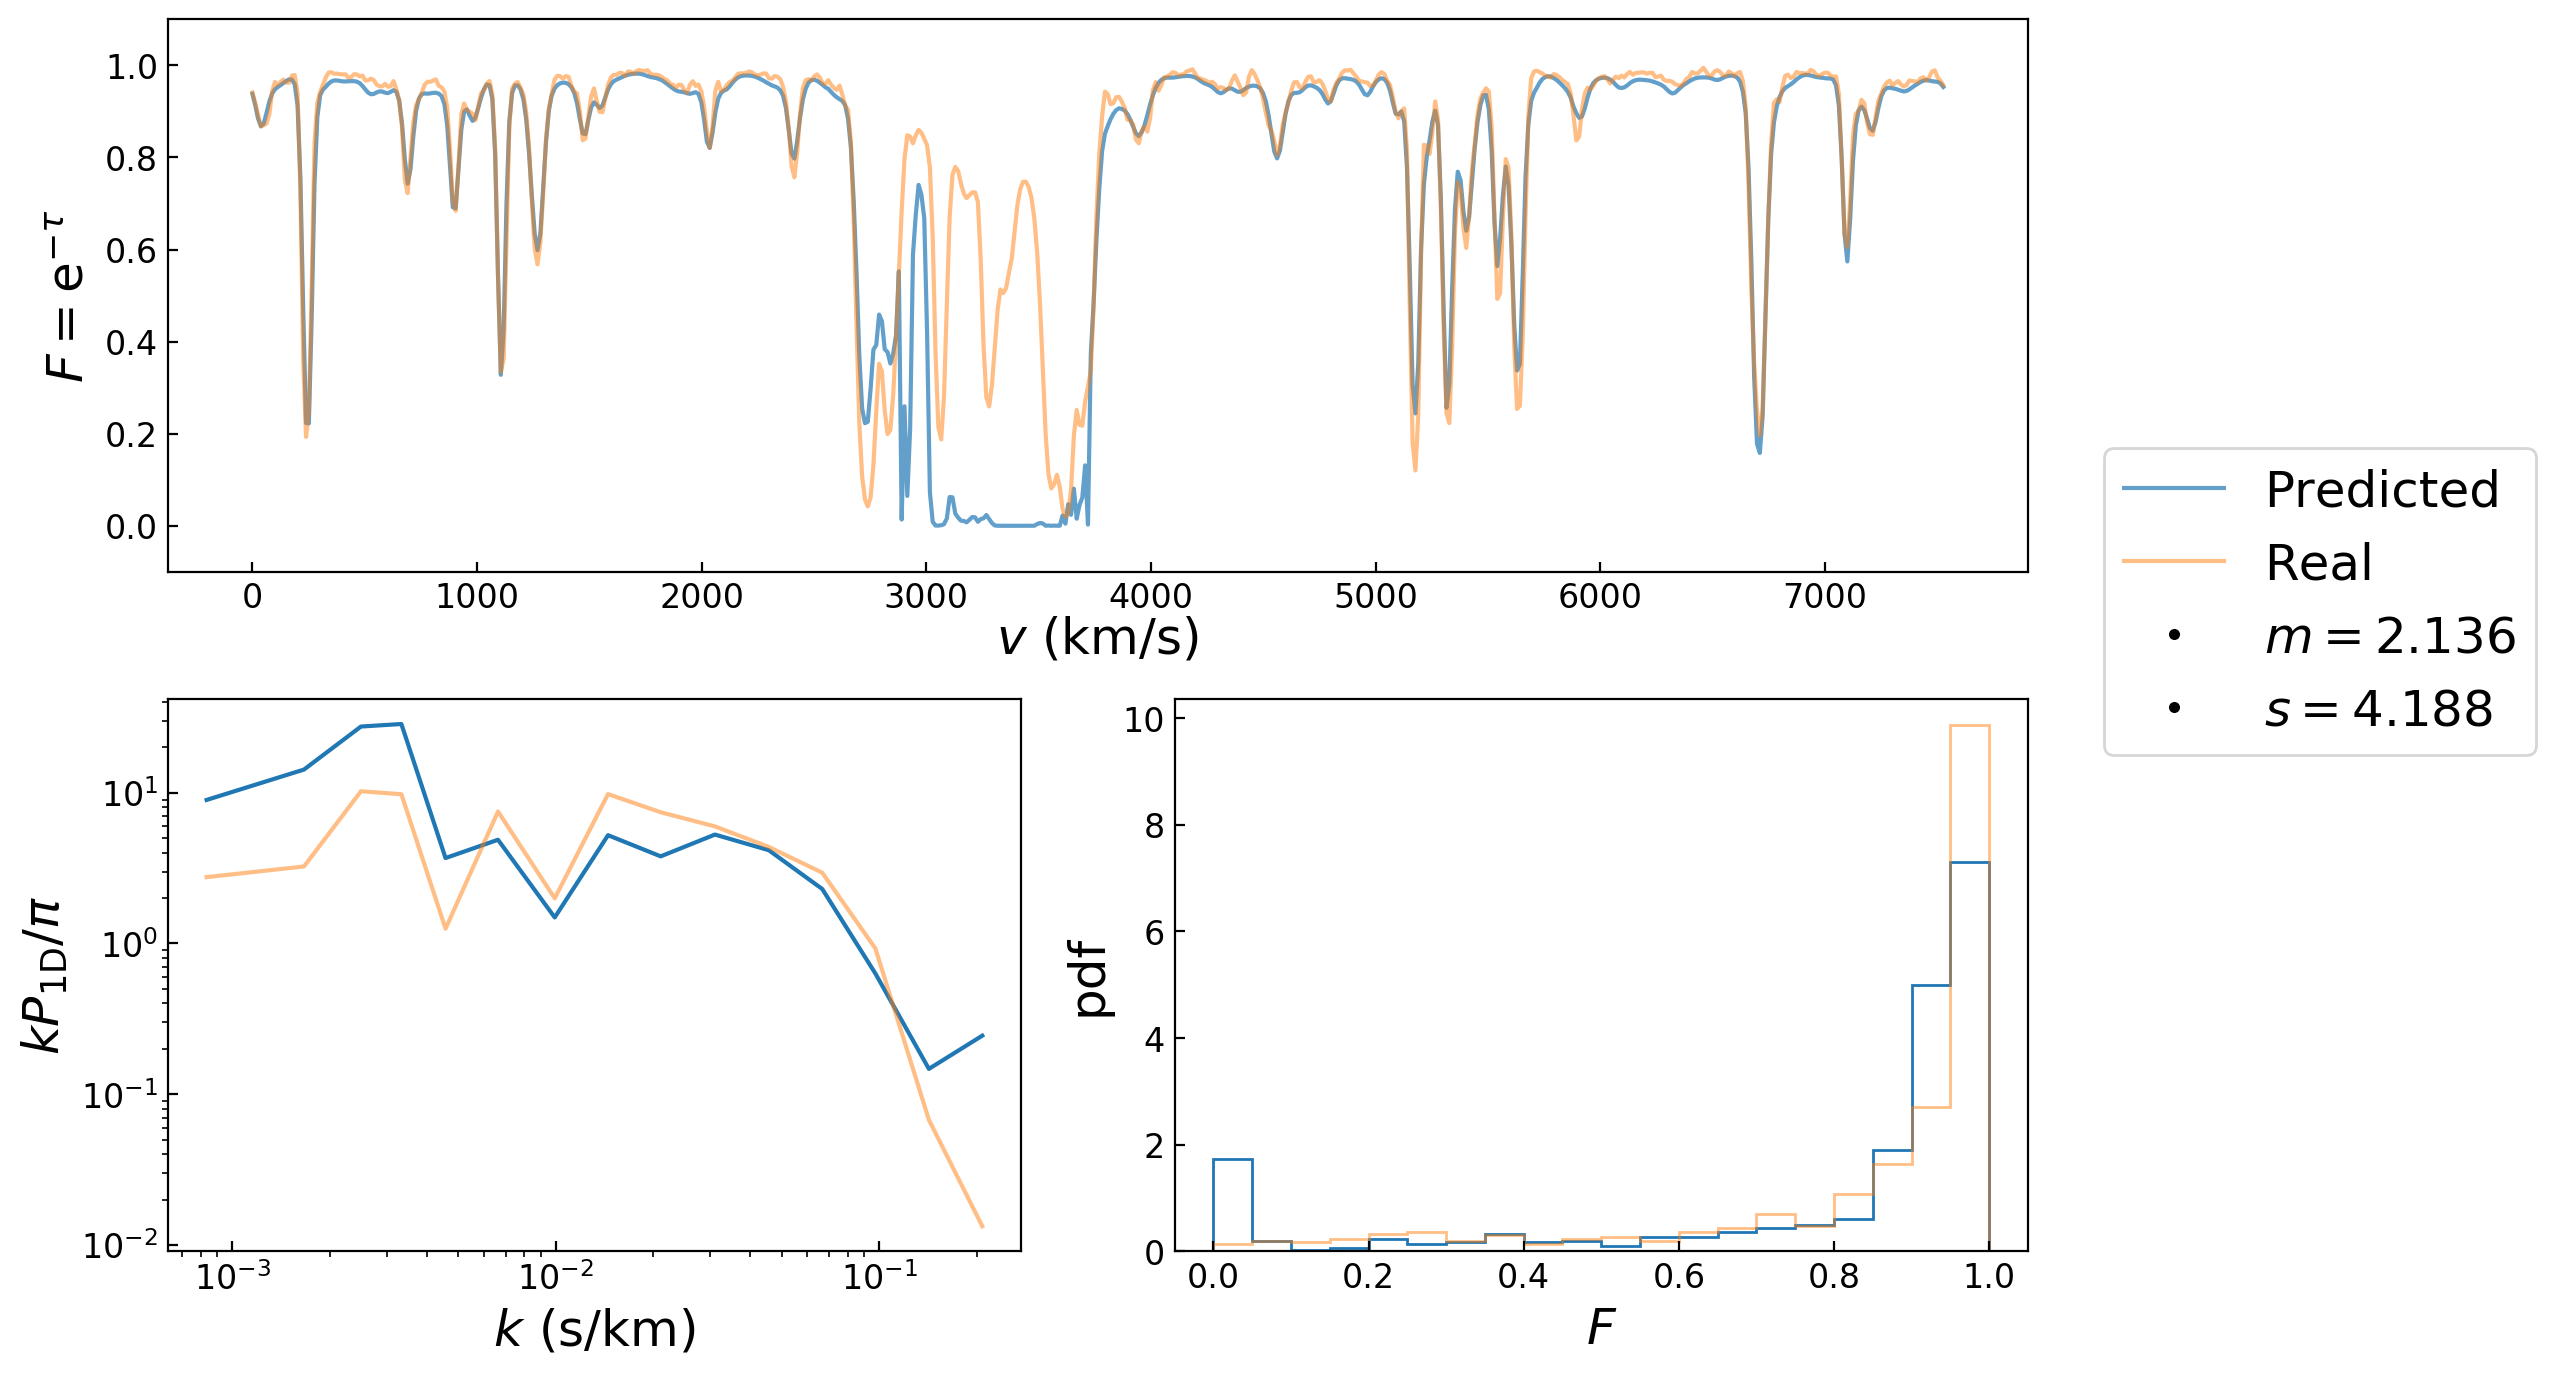 F = e^{-τ}
1.0
0.8
0.6
0.4
0.2
0.0
0 1000 2000 3000 4000 5000 6000 7000
v (km/s)
Predicted
Real
m = 2.136
s = 4.188
kP_{1D}/π
10^1
10^0
10^{-1}
10^{-2}
10^{-3} 10^{-2} 10^{-1}
k (s/km)
pdf
10
8
6
4
2
0
0.0 0.2 0.4 0.6 0.8 1.0
F